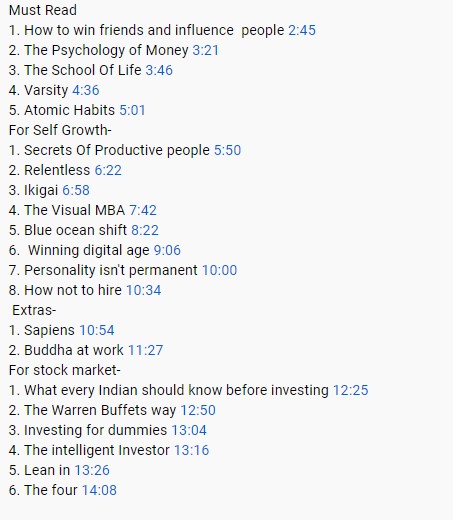 Must Read
1. How to win friends and influence  people 2:45
2. The Psychology of Money 3:21
3. The School Of Life 3:46
4. Varsity 4:36
5. Atomic Habits 5:01
For Self Growth-
1. Secrets Of Productive people 5:50
2. Relentless 6:22
3. Ikigai 6:58
4. The Visual MBA 7:42
5. Blue ocean shift 8:22
6.  Winning digital age 9:06
7. Personality isn't permanent 10:00
8. How not to hire 10:34
Extras-
1. Sapiens 10:54
2. Buddha at work 11:27
For stock market-
1. What every Indian should know before investing 12:25
2. The Warren Buffets way 12:50
3. Investing for dummies 13:04
4. The intelligent Investor 13:16
5. Lean in 13:26
6. The four 14:08